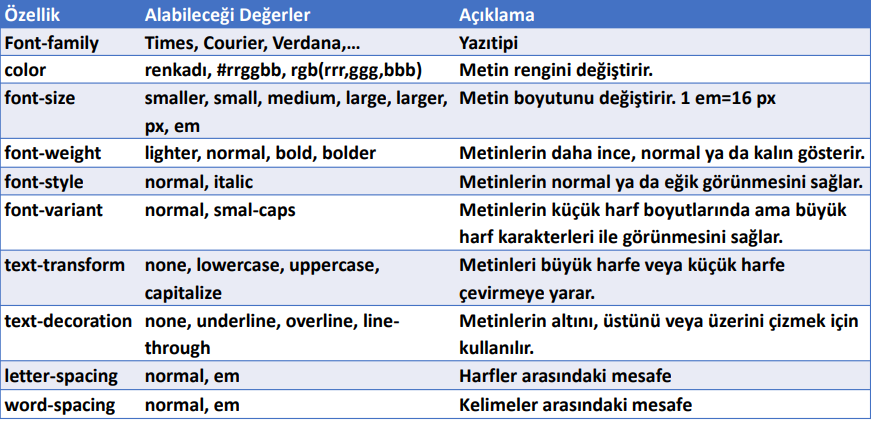 Özellik Alabileceği Değerler Açıklama
Font-family Times, Courier, Verdana,... Yazıtipi
color renkadı, #rrggbb, rgb(rrr,ggg,bbb) Metin rengini değiştirir.
font-size smaller, small, medium, large, larger, Metin boyutunu değiştirir. 1 em=16 px
px, em
font-weight lighter, normal, bold, bolder Metinlerin daha ince, normal ya da kalın gösterir.
font-style normal, italic Metinlerin normal ya da eğik görünmesini sağlar.
font-variant normal, smal-caps Metinlerin küçük harf boyutlarında ama büyük
harf karakterleri ile görünmesini sağlar.
text-transform none, lowercase, uppercase, Metinleri büyük harfe veya küçük harfe
capitalize çevirmeye yarar.
text-decoration none, underline, overline, line- Metinlerin altını, üstünü veya üzerini çizmek için
through kullanılır.
letter-spacing normal, em Harfler arasındaki mesafe
word-spacing normal, em Kelimeler arasındaki mesafe